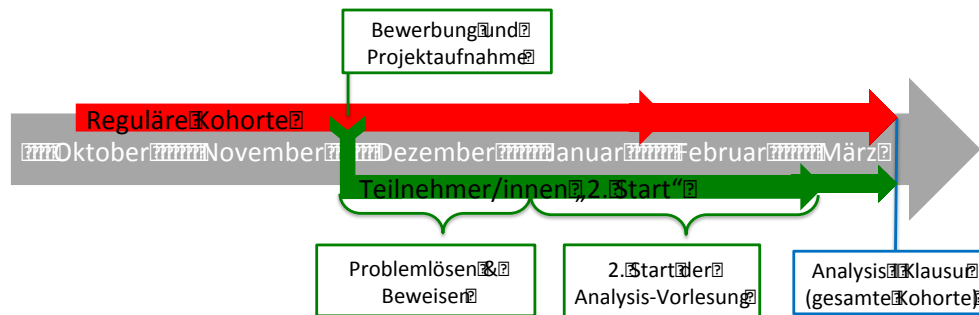 Bewerbung und
Projektaufnahme
Reguläre Kohorte
Oktober November Dezember Januar Februar März
Teilnehmer/innen „2. Start“
Problemlösen &
Beweisen
2. Start der
Analysis-Vorlesung
Analysis I Klausur
(gesamte Kohorte)